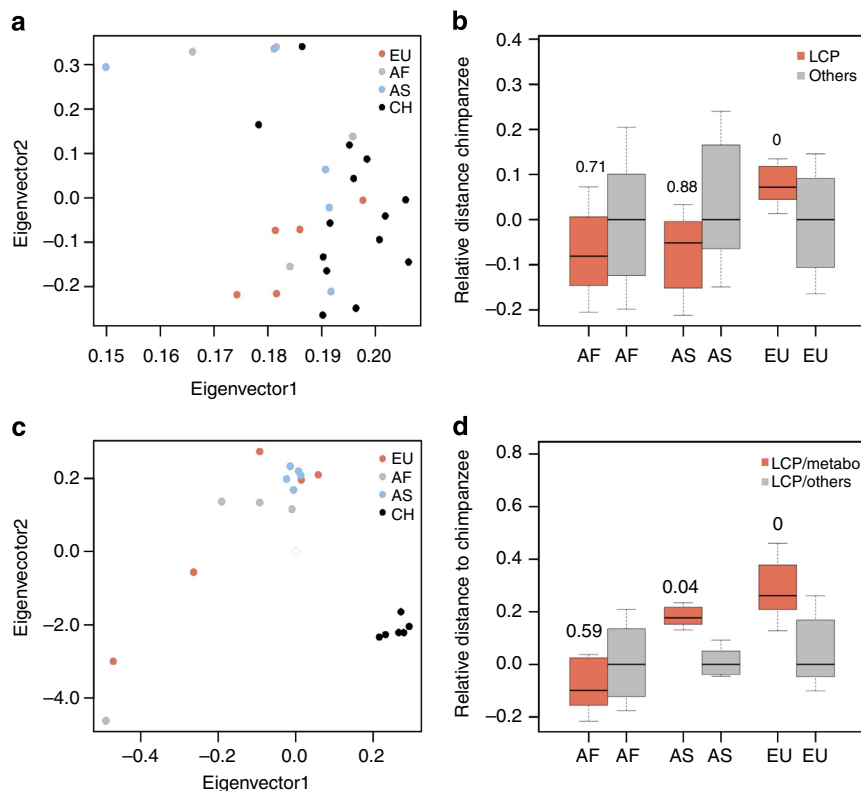 a
EU
AF
AS
CH
0.3
0.2
0.1
0.0
−0.1
−0.2
Eigenvector2
0.15 0.16 0.17 0.18 0.19 0.20
Eigenvector1
b
LCP
Others
0.4
0.3
0.2
0.1
0.0
−0.1
−0.2
Relative distance chimpanzee
0.71
0.88
0
AF AF AS AS EU EU
c
EU
AF
AS
CH
0.2
0.0
−2.0
−4.0
Eigenvecotor2
−0.4 −0.2 0.0 0.2
Eigenvector1
d
LCP/metabo
LCP/others
0.8
0.6
0.4
0.2
0.0
−0.2
Relative distance to chimpanzee
0.59
0.04
0
AF AF AS AS EU EU